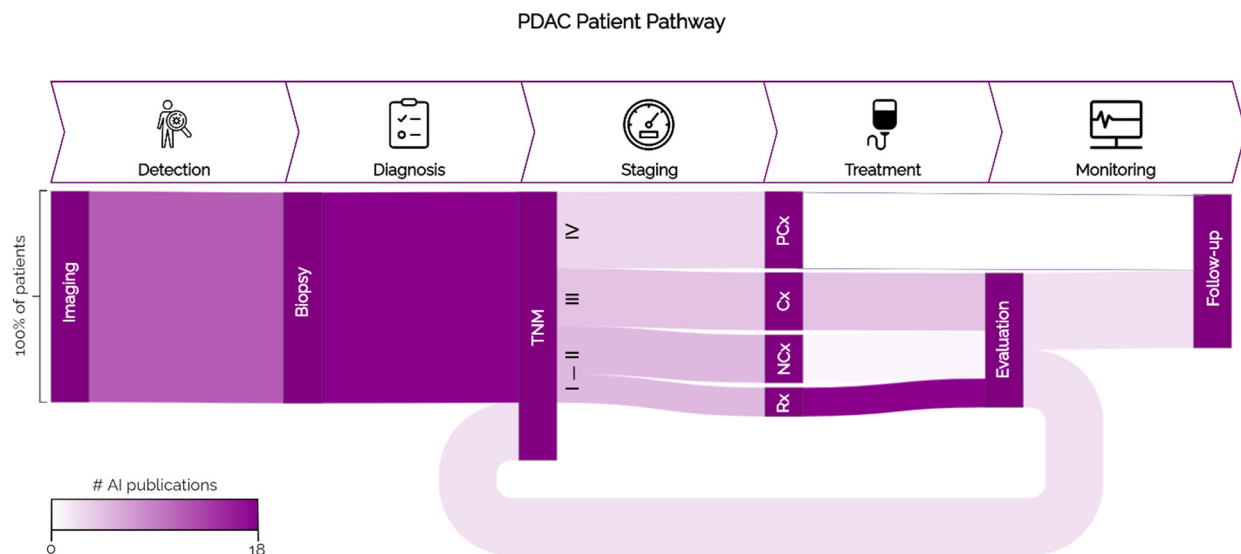 PDAC Patient Pathway
Detection
Diagnosis
Staging
Treatment
Monitoring
100% of patients
Imaging
Biopsy
TNM
IV
III
II
I
PCx
Cx
NCx
Rx
Evaluation
Follow-up
# AI publications
0
18